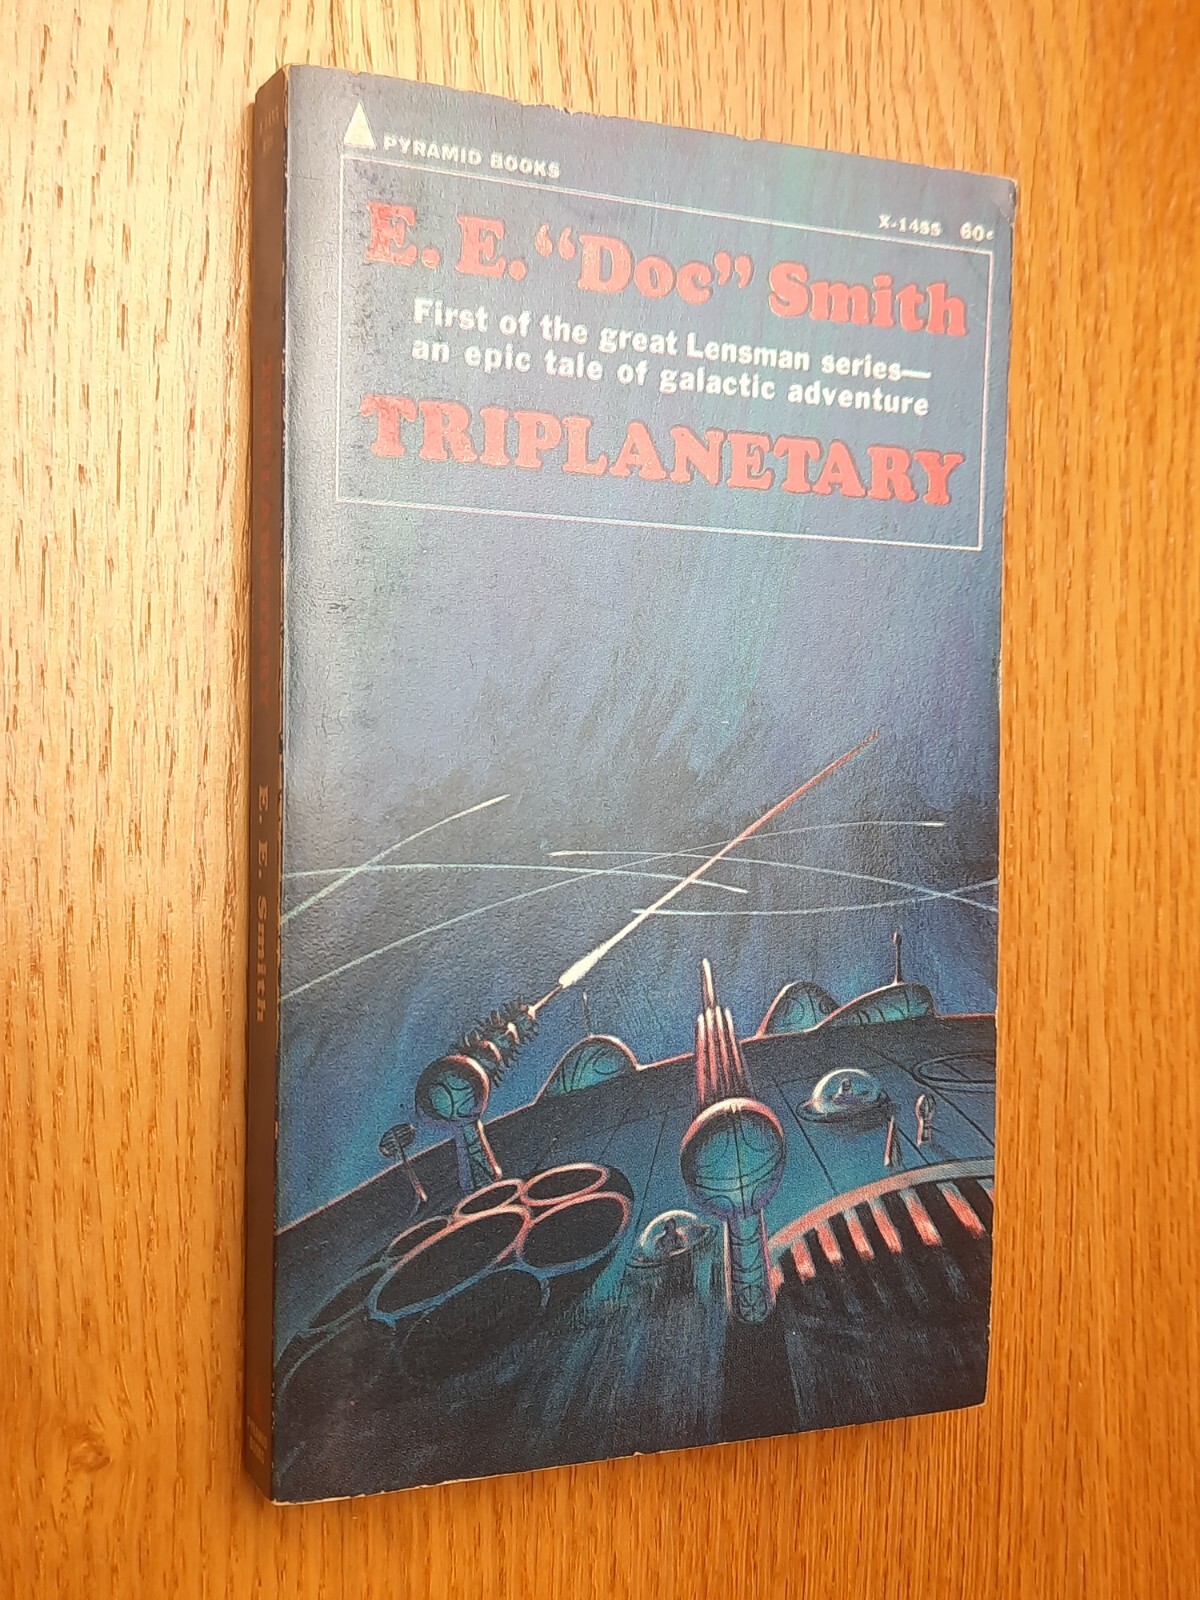 PYRAMID BOOKS
X-1455 60¢
E. E. “Doc” Smith
First of the great Lensman series—
an epic tale of galactic adventure
TRIPLANETARY
TRIPLANETARY
E. E. Smith